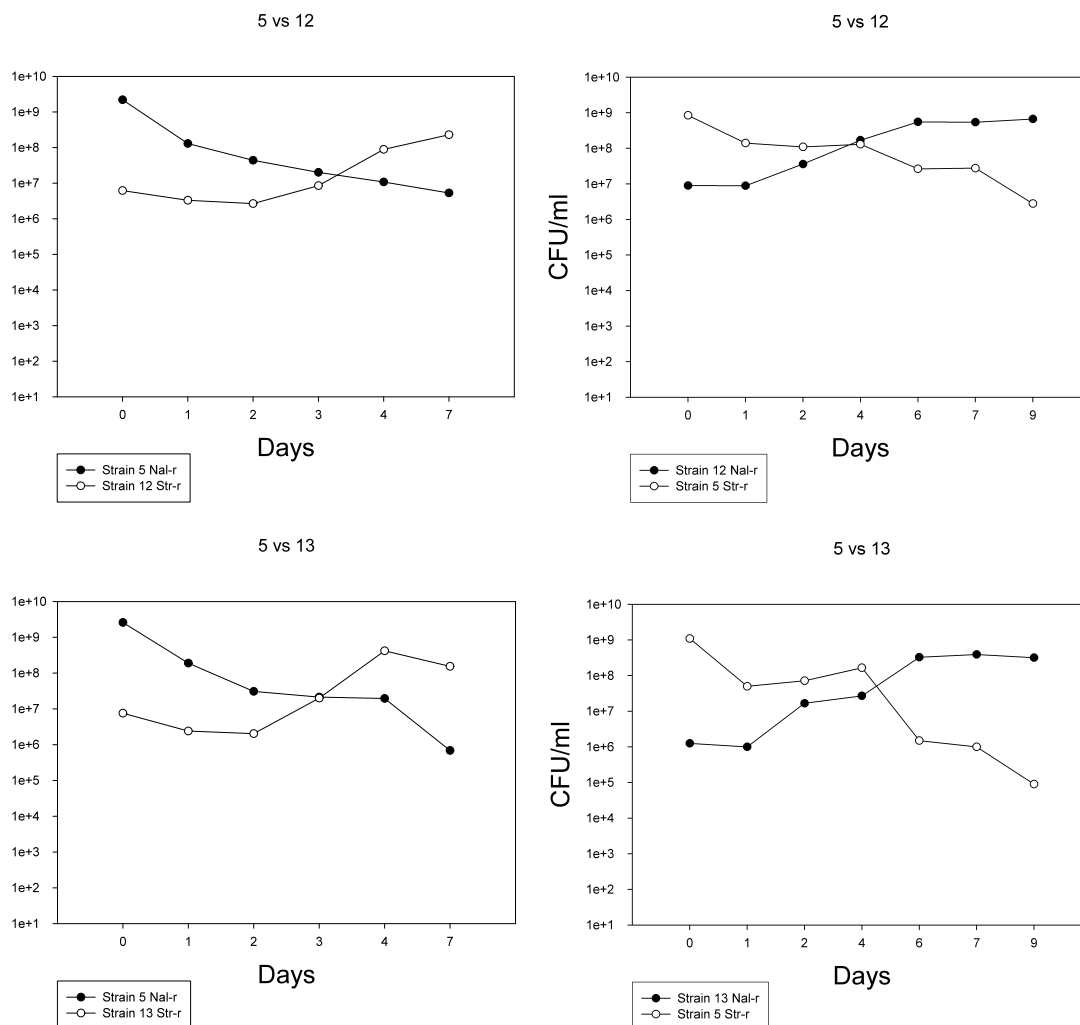 5 vs 12
1e+10
1e+9
1e+8
1e+7
1e+6
1e+5
1e+4
1e+3
1e+2
1e+1
0 1 2 3 4 7
Days
Strain 5 Nal-r
Strain 12 Str-r
5 vs 12
CFU/ml
1e+10
1e+9
1e+8
1e+7
1e+6
1e+5
1e+4
1e+3
1e+2
1e+1
0 1 2 4 6 7 9
Days
Strain 12 Nal-r
Strain 5 Str-r
5 vs 13
1e+10
1e+9
1e+8
1e+7
1e+6
1e+5
1e+4
1e+3
1e+2
1e+1
0 1 2 3 4 7
Days
Strain 5 Nal-r
Strain 13 Str-r
5 vs 13
CFU/ml
1e+10
1e+9
1e+8
1e+7
1e+6
1e+5
1e+4
1e+3
1e+2
1e+1
0 1 2 4 6 7 9
Days
Strain 13 Nal-r
Strain 5 Str-r